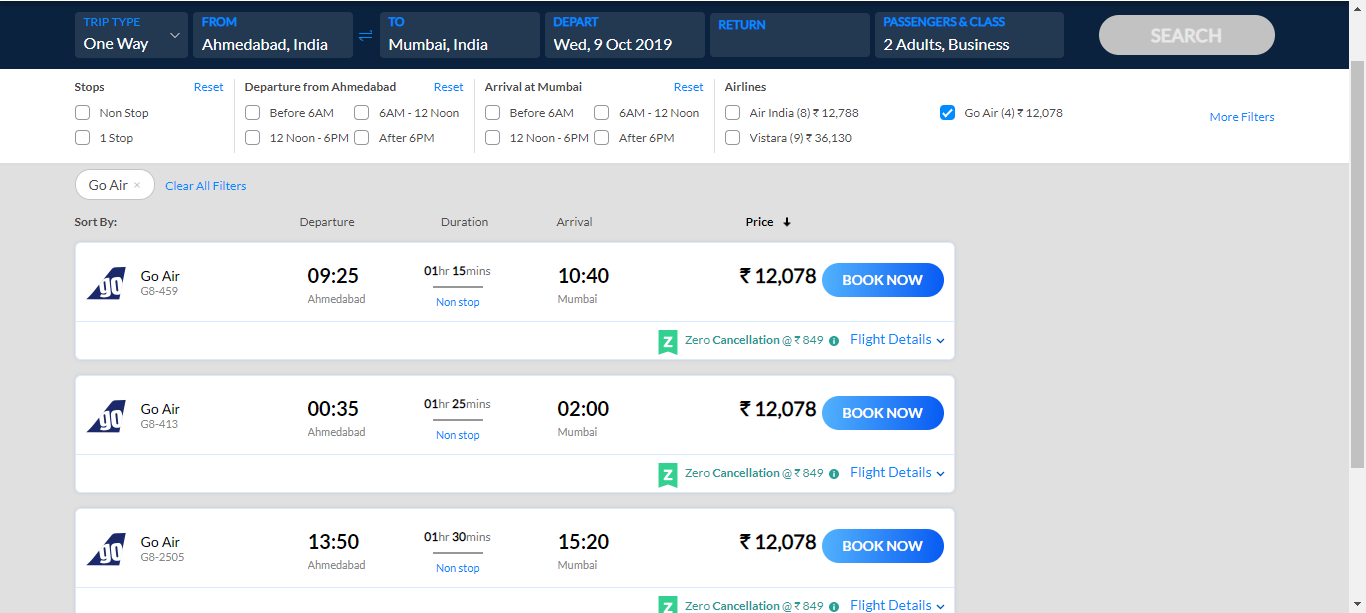 TRIP TYPE FROM TO DEPART RETURN PASSENGERS & CLASS
One Way Ahmedabad, India Mumbai, India Wed, 9 Oct 2019 2 Adults, Business SEARCH
Stops Reset Departure from Ahmedabad Reset Arrival at Mumbai Reset Airlines
Non Stop Before 6AM 6AM - 12 Noon Before 6AM 6AM - 12 Noon Air India (8) ₹ 12,788 Go Air (4) ₹ 12,078 More Filters
1 Stop 12 Noon - 6PM After 6PM 12 Noon - 6PM After 6PM Vistara (9) ₹ 36,130
Go Air × Clear All Filters
Sort By: Departure Duration Arrival Price ↓
go Go Air 09:25 01hr 15mins 10:40 ₹ 12,078 BOOK NOW
G8-459 Ahmedabad Non stop Mumbai
Z Zero Cancellation @ ₹ 849 i Flight Details
go Go Air 00:35 01hr 25mins 02:00 ₹ 12,078 BOOK NOW
G8-413 Ahmedabad Non stop Mumbai
Z Zero Cancellation @ ₹ 849 i Flight Details
go Go Air 13:50 01hr 30mins 15:20 ₹ 12,078 BOOK NOW
G8-2505 Ahmedabad Non stop Mumbai
Z Zero Cancellation @ ₹ 849 i Flight Details